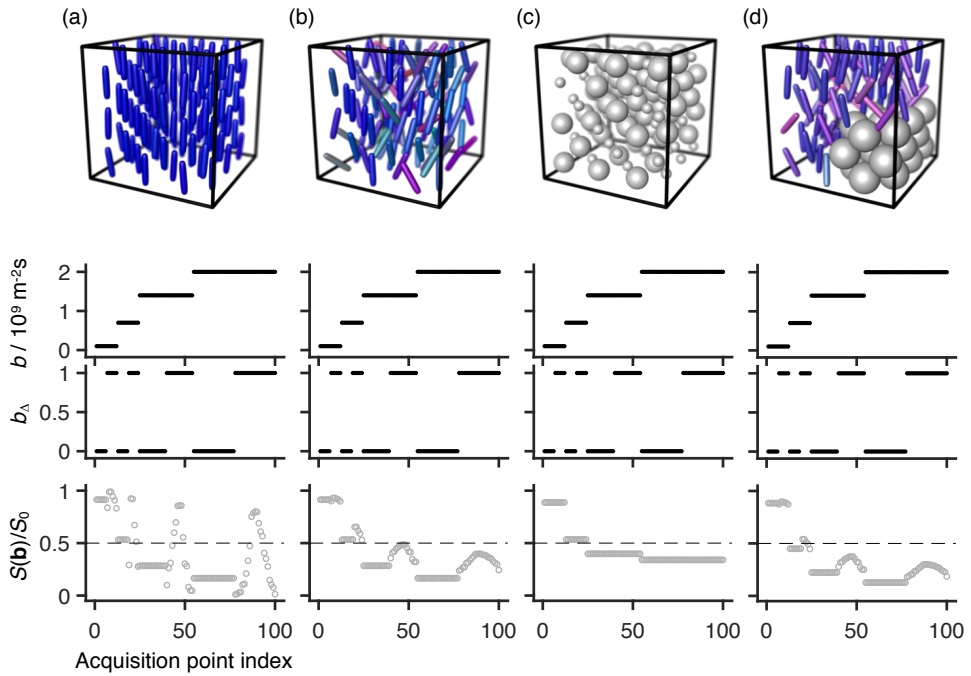 (a) (b) (c) (d)
b / 10⁹ m⁻²s
2
1
0
b_Δ
1
0.5
0
S(b)/S₀
1
0.5
0
0 50 100 0 50 100 0 50 100 0 50 100
Acquisition point index